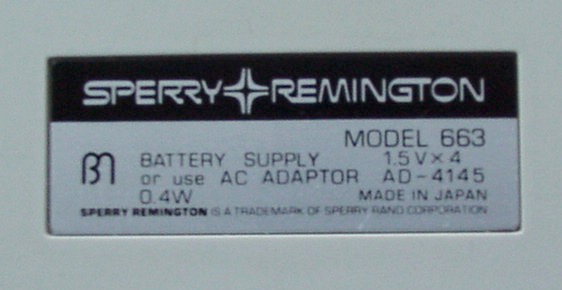 SPERRY REMINGTON
MODEL 663
BATTERY SUPPLY 1.5V×4
or use AC ADAPTOR AD-4145
0.4W MADE IN JAPAN
SPERRY REMINGTON IS A TRADEMARK OF SPERRY RAND CORPORATION